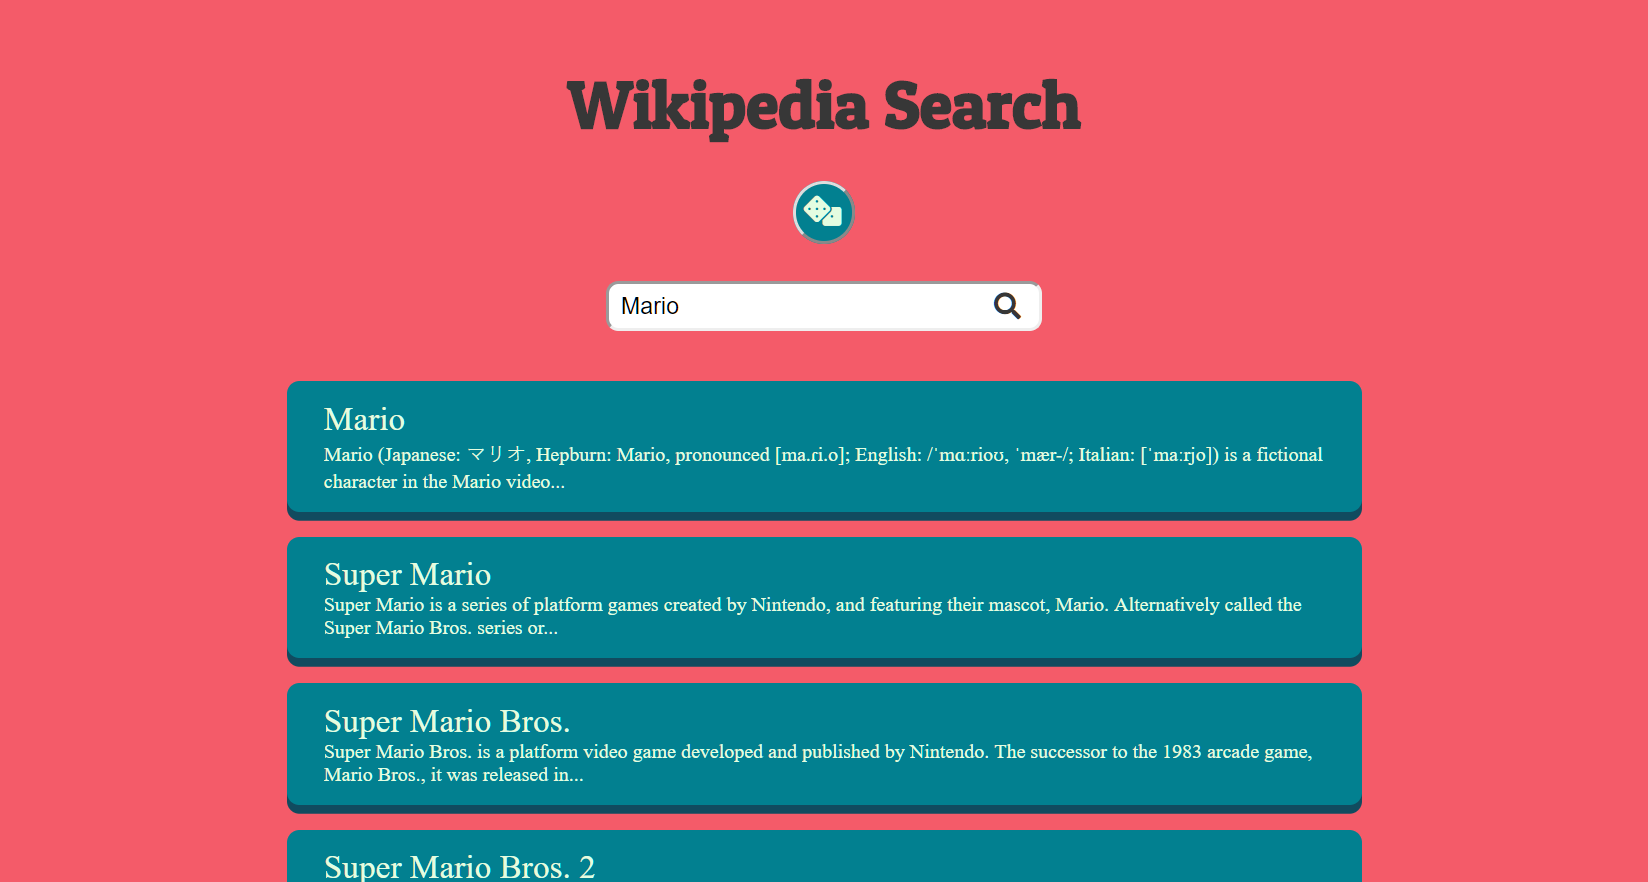 Wikipedia Search
Mario
Mario
Mario (Japanese: マリオ, Hepburn: Mario, pronounced [ma.ɾi.o]; English: /ˈmɑːrioʊ, ˈmær-/; Italian: [ˈmaːrjo]) is a fictional
character in the Mario video...
Super Mario
Super Mario is a series of platform games created by Nintendo, and featuring their mascot, Mario. Alternatively called the
Super Mario Bros. series or...
Super Mario Bros.
Super Mario Bros. is a platform video game developed and published by Nintendo. The successor to the 1983 arcade game,
Mario Bros., it was released in...
Super Mario Bros. 2